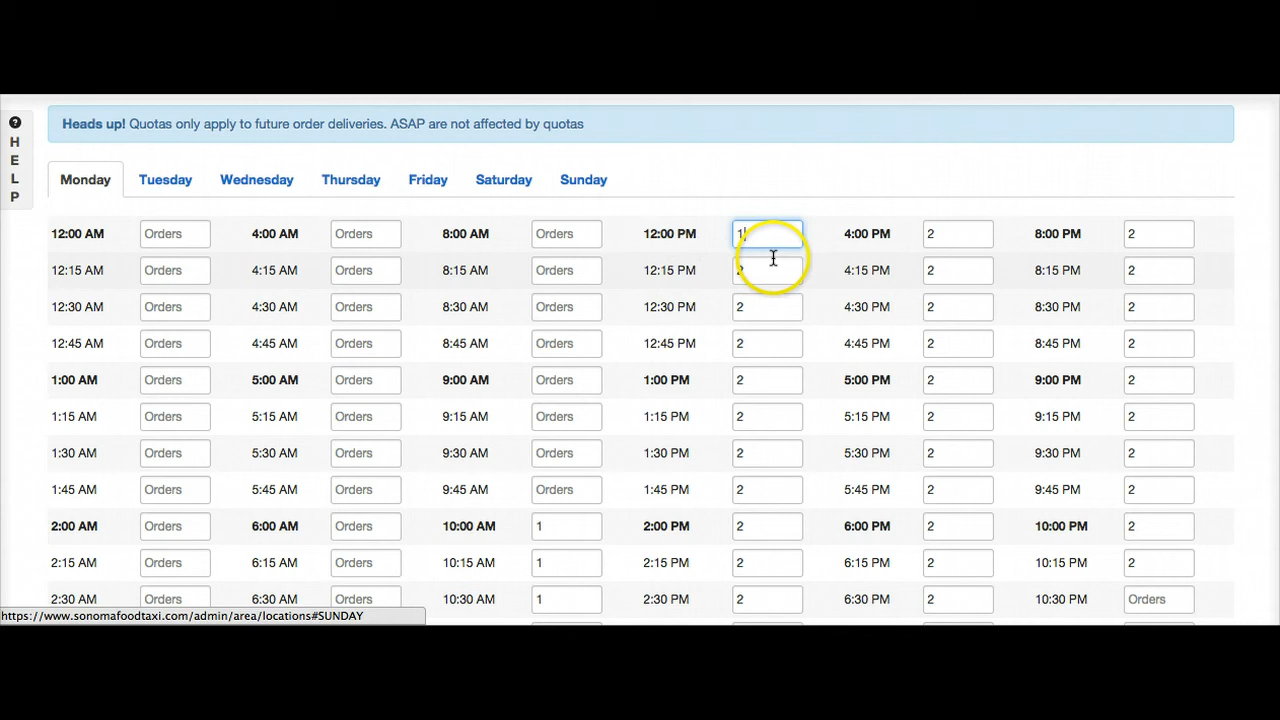 Heads up! Quotas only apply to future order deliveries. ASAP are not affected by quotas
H
E
L
P
Monday Tuesday Wednesday Thursday Friday Saturday Sunday
12:00 AM Orders 4:00 AM Orders 8:00 AM Orders 12:00 PM 1 4:00 PM 2 8:00 PM 2
12:15 AM Orders 4:15 AM Orders 8:15 AM Orders 12:15 PM 2 4:15 PM 2 8:15 PM 2
12:30 AM Orders 4:30 AM Orders 8:30 AM Orders 12:30 PM 2 4:30 PM 2 8:30 PM 2
12:45 AM Orders 4:45 AM Orders 8:45 AM Orders 12:45 PM 2 4:45 PM 2 8:45 PM 2
1:00 AM Orders 5:00 AM Orders 9:00 AM Orders 1:00 PM 2 5:00 PM 2 9:00 PM 2
1:15 AM Orders 5:15 AM Orders 9:15 AM Orders 1:15 PM 2 5:15 PM 2 9:15 PM 2
1:30 AM Orders 5:30 AM Orders 9:30 AM Orders 1:30 PM 2 5:30 PM 2 9:30 PM 2
1:45 AM Orders 5:45 AM Orders 9:45 AM Orders 1:45 PM 2 5:45 PM 2 9:45 PM 2
2:00 AM Orders 6:00 AM Orders 10:00 AM 1 2:00 PM 2 6:00 PM 2 10:00 PM 2
2:15 AM Orders 6:15 AM Orders 10:15 AM 1 2:15 PM 2 6:15 PM 2 10:15 PM 2
2:30 AM Orders 6:30 AM Orders 10:30 AM 1 2:30 PM 2 6:30 PM 2 10:30 PM Orders
https://www.sonomafoodtaxi.com/admin/area/locations#SUNDAY